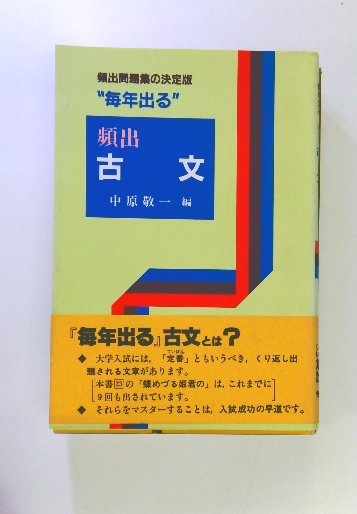 頻出問題集の決定版
“毎年出る”
頻出
古文
中原敬一 編
『毎年出る』古文とは?
◆ 大学入試には,「定番」ともいうべき,くり返し出
題される文章があります。
本書23の「蝶めづる姫君の」は,これまでに
9回も出されています。
◆ それらをマスターすることは,入試成功の早道です。